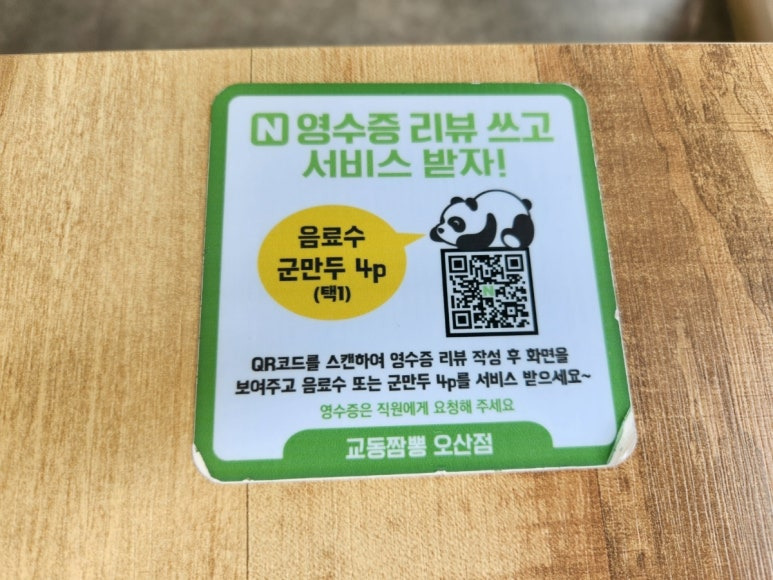 N 영수증 리뷰 쓰고
서비스 받자!
음료수
군만두 4p
(택1)
N
QR코드를 스캔하여 영수증 리뷰 작성 후 화면을
보여주고 음료수 또는 군만두 4p를 서비스 받으세요~
영수증은 직원에게 요청해 주세요
교동짬뽕 오산점